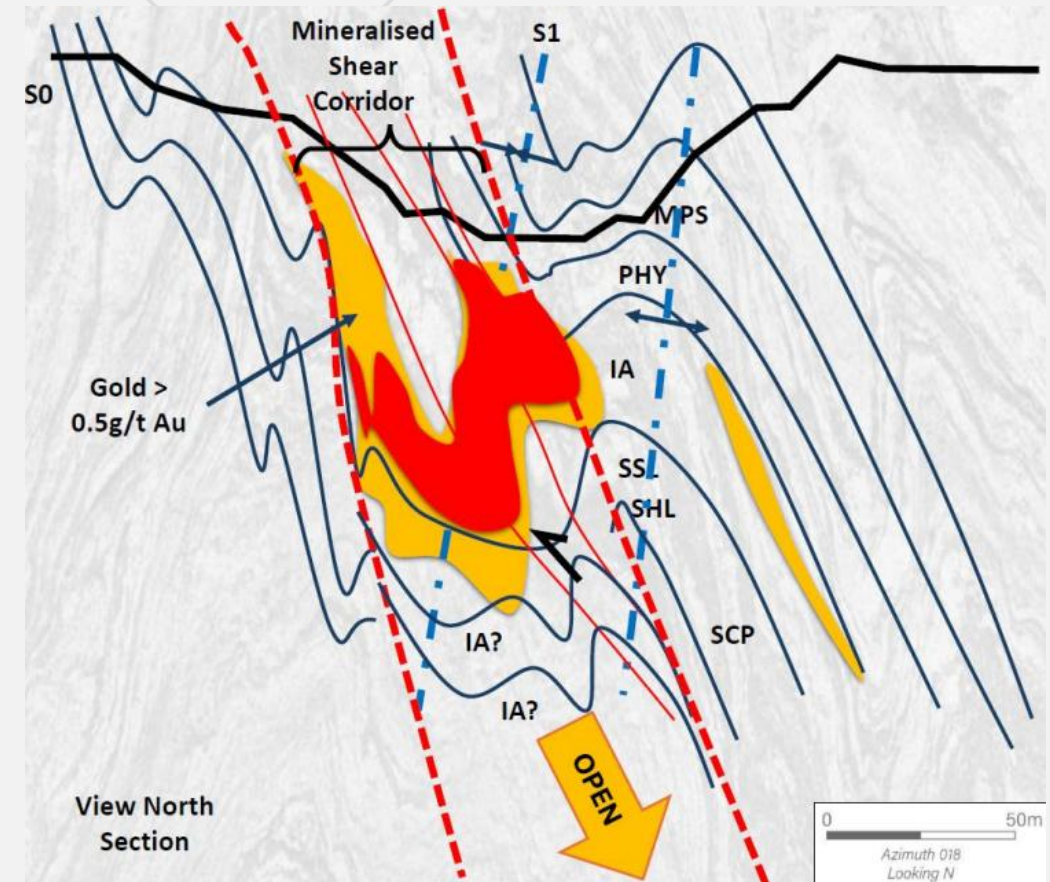 Mineralised
Shear
Corridor
S1
S0
MPS
PHY
IA
Gold >
0.5g/t Au
SSL
SHL
SCP
IA?
IA?
OPEN
View North
Section
0 50m
Azimuth 018
Looking N